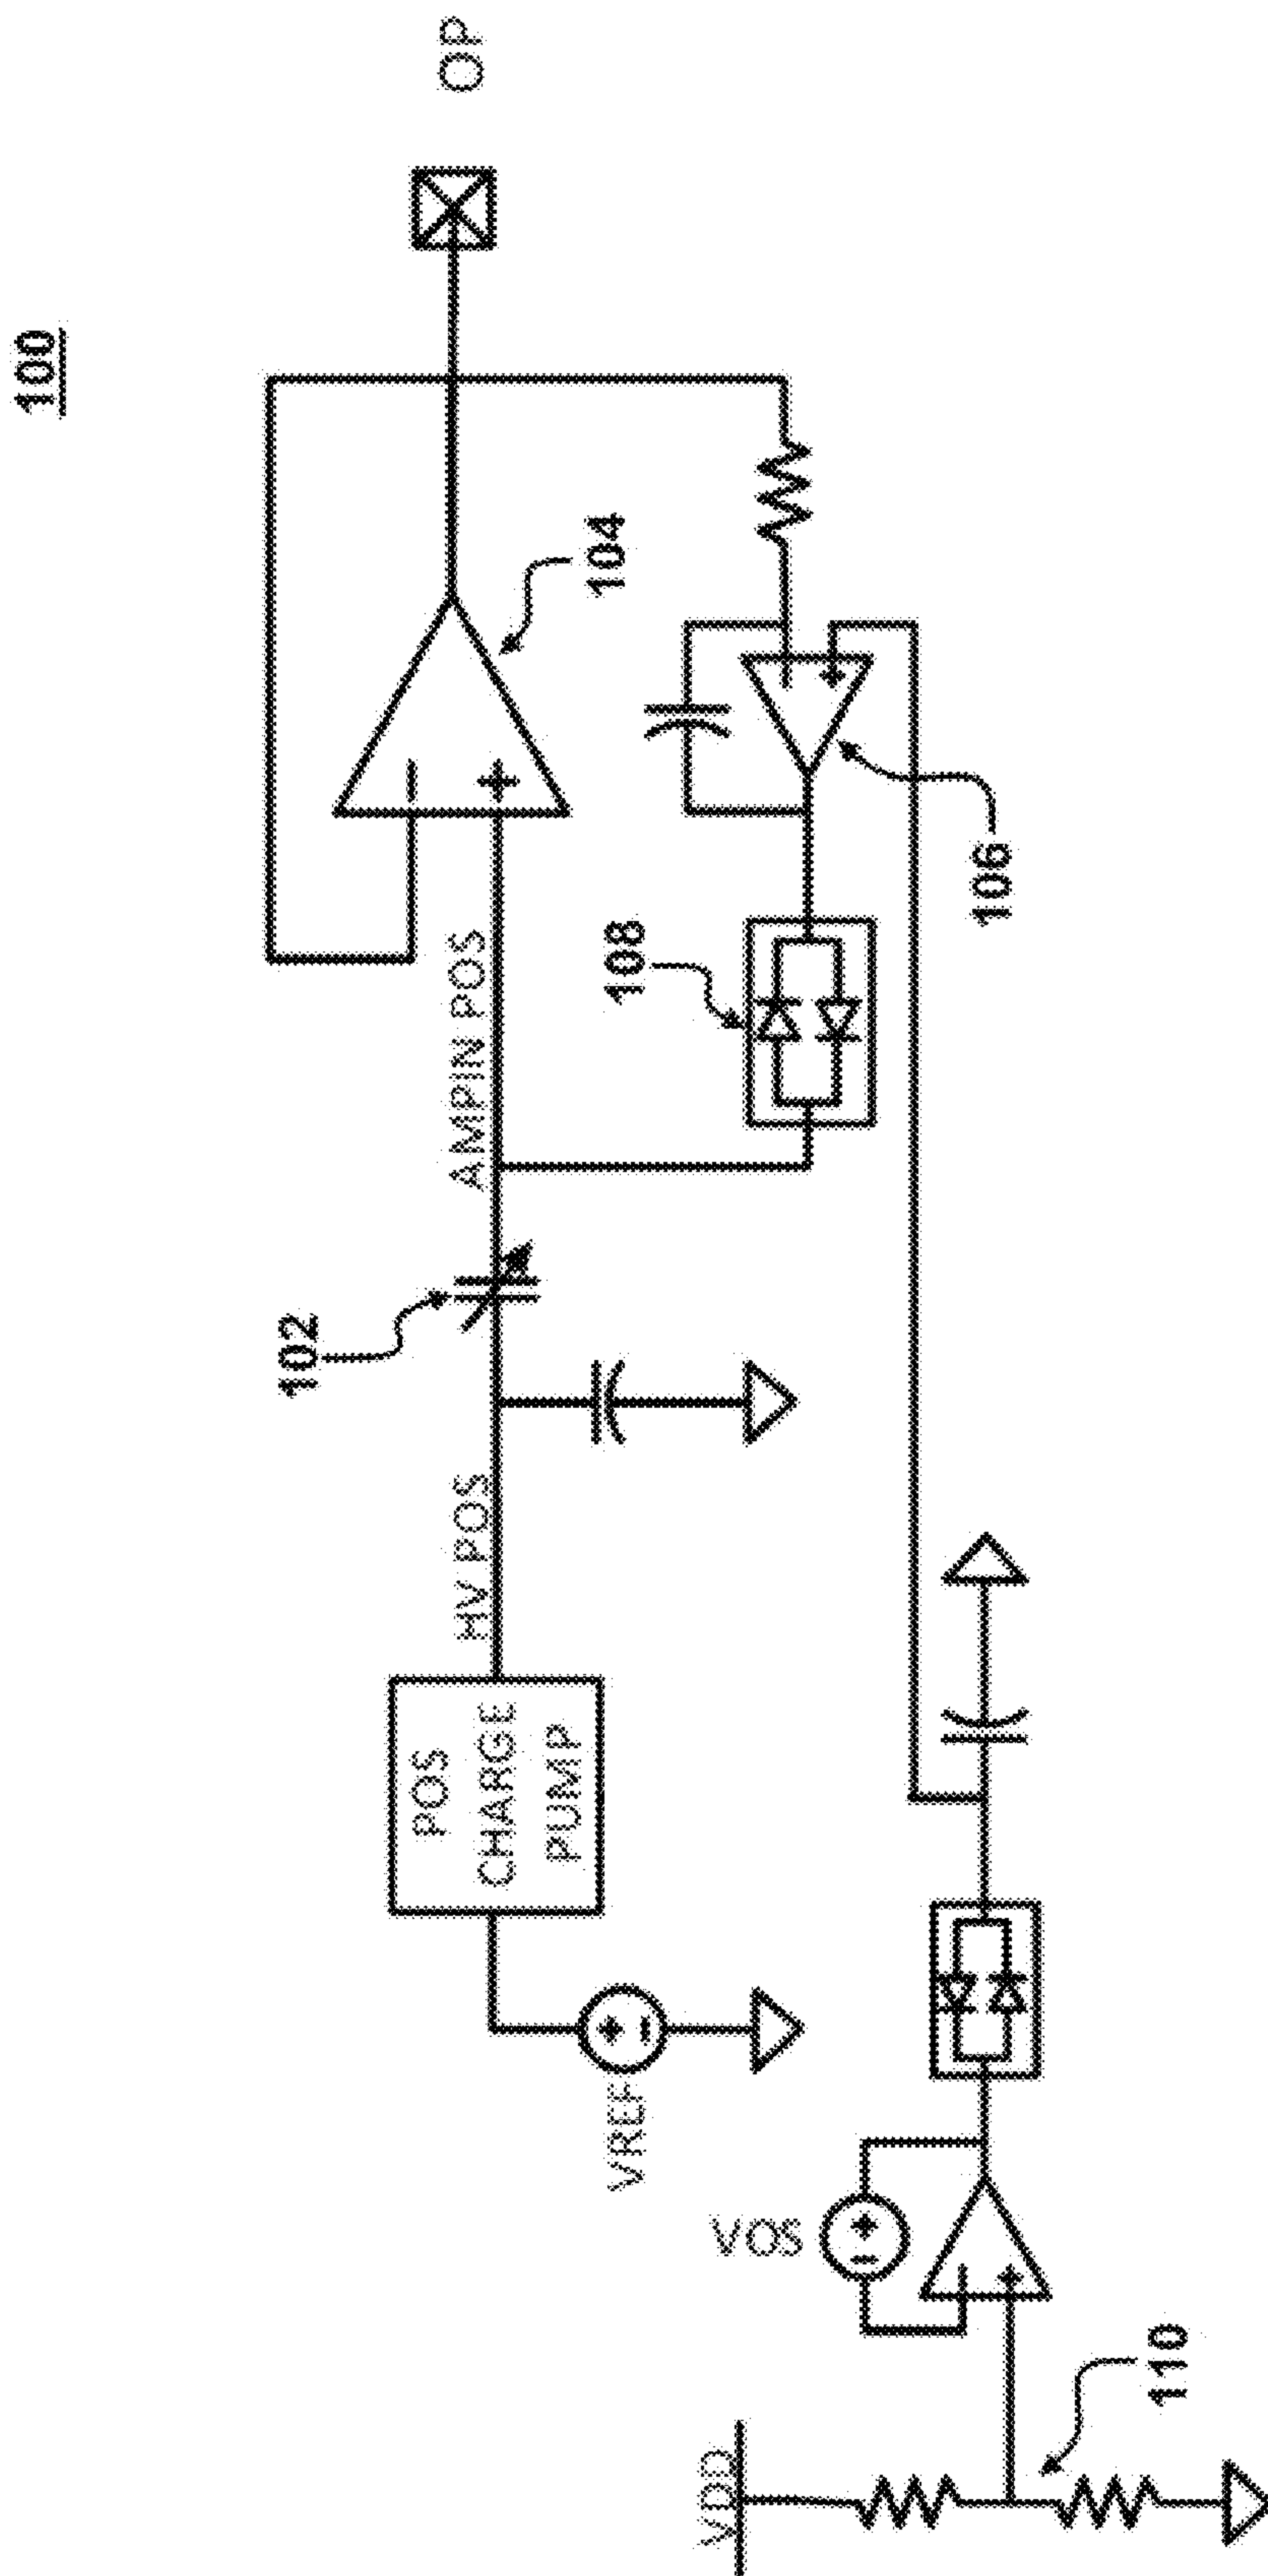 100
OP
104
AMPIN POS
102
HV POS
POS
CHARGE
PUMP
VREF
108
106
VOS
VDD
110